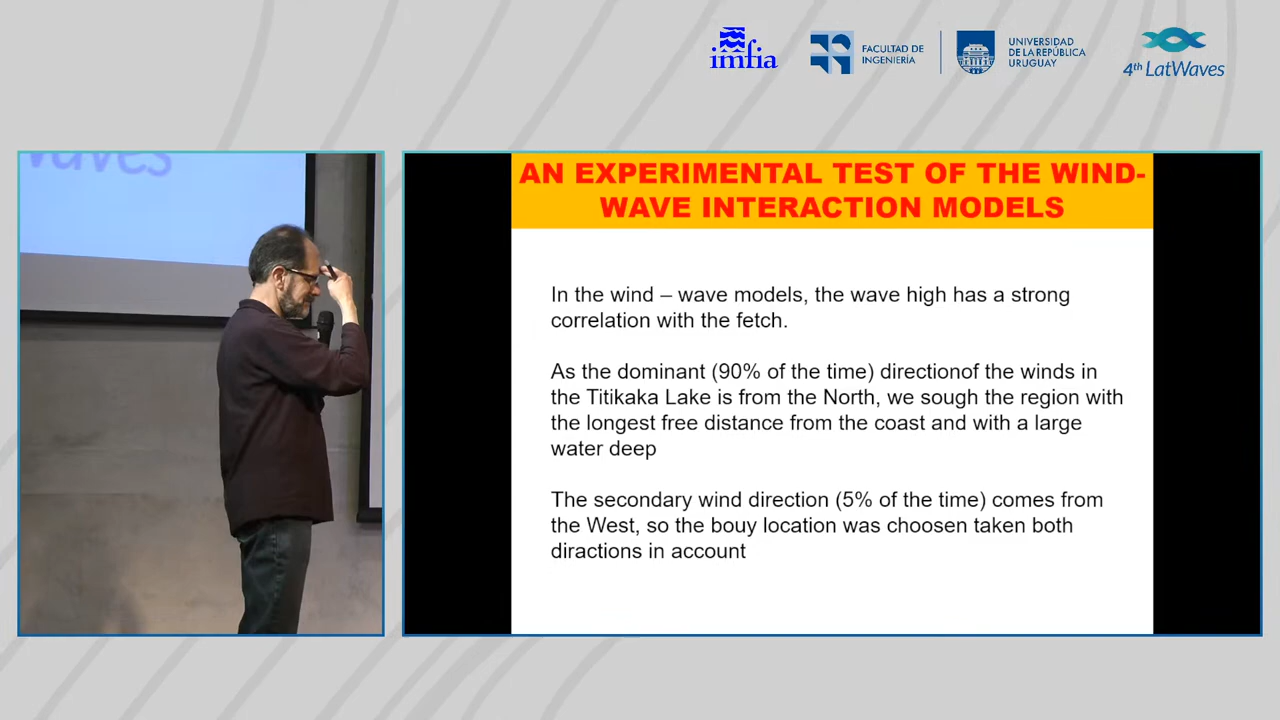 imfia
FACULTAD DE
INGENIERÍA
UNIVERSIDAD
DE LA REPÚBLICA
URUGUAY
4th LatWaves
waves
AN EXPERIMENTAL TEST OF THE WIND-
WAVE INTERACTION MODELS
In the wind – wave models, the wave high has a strong
correlation with the fetch.
As the dominant (90% of the time) directionof the winds in
the Titikaka Lake is from the North, we sough the region with
the longest free distance from the coast and with a large
water deep
The secondary wind direction (5% of the time) comes from
the West, so the bouy location was choosen taken both
diractions in account